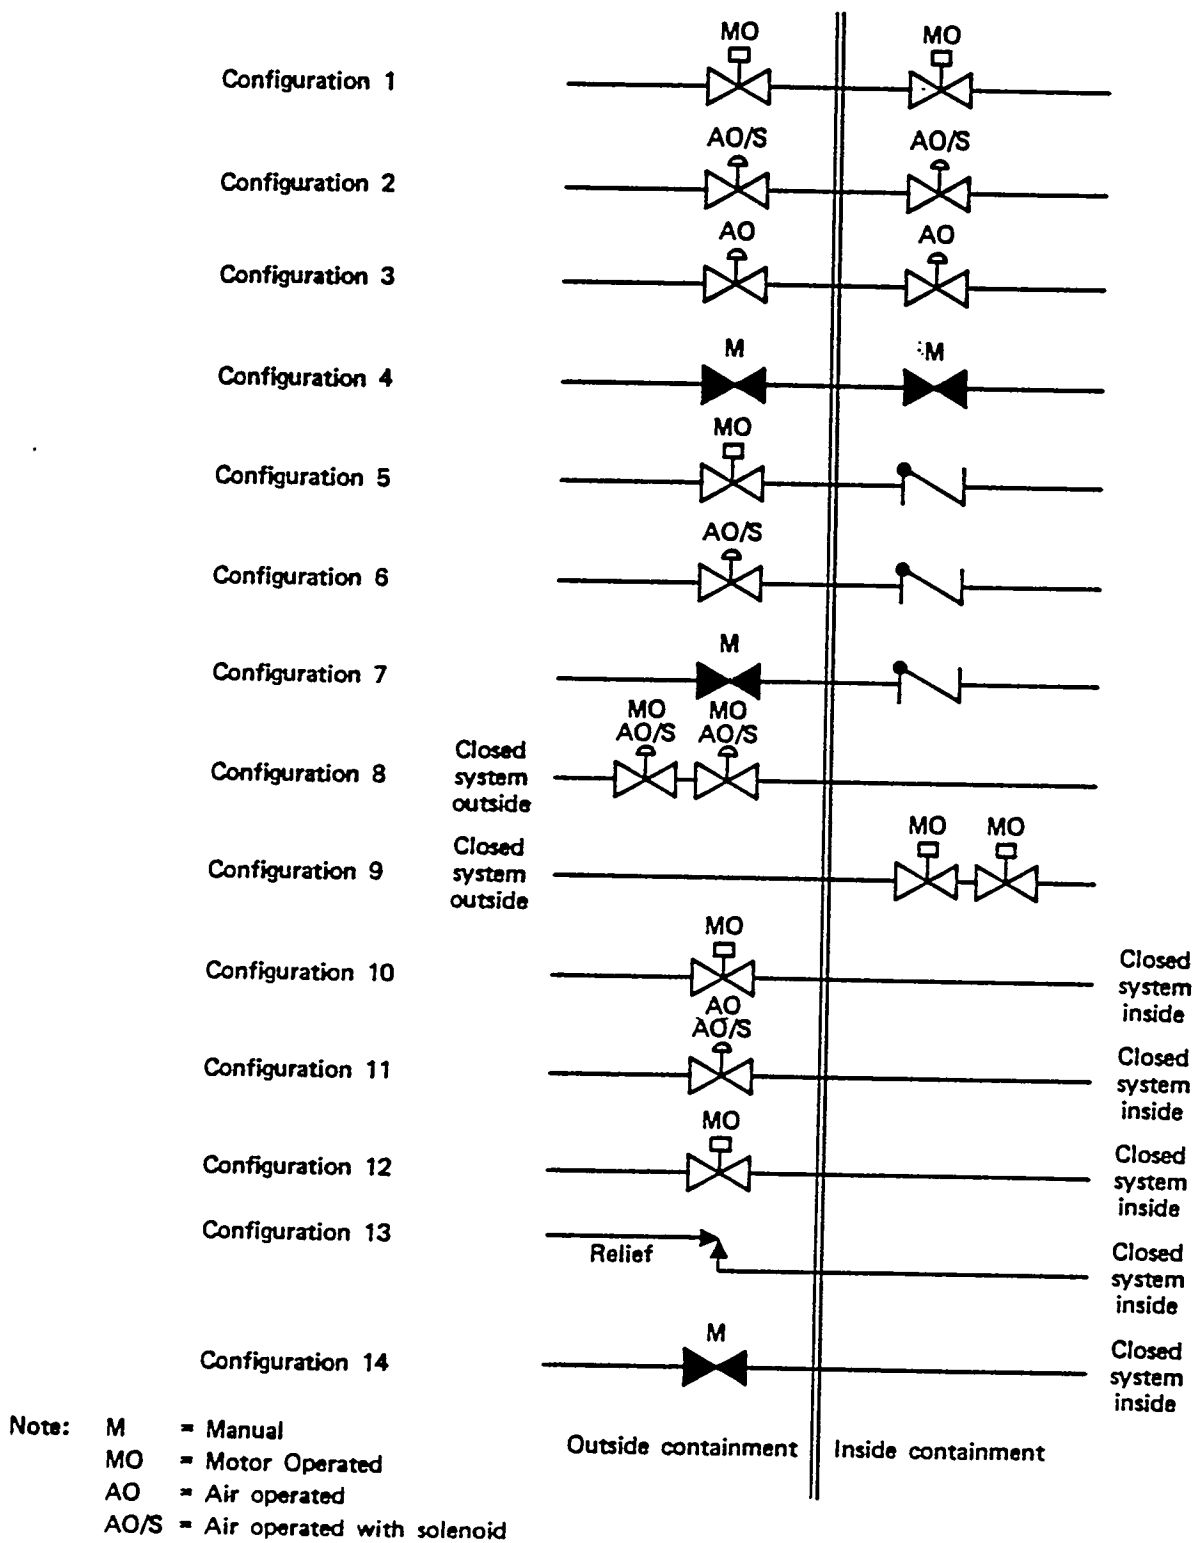 MO MO
Configuration 1
AO/S AO/S
Configuration 2
AO AO
Configuration 3
M M
Configuration 4
MO
Configuration 5
AO/S
Configuration 6
M
Configuration 7
MO MO
AO/S AO/S
Configuration 8
Closed
system
outside
MO MO
Configuration 9
Closed
system
outside
MO
Configuration 10
Closed
system
inside
AO
AO/S
Configuration 11
Closed
system
inside
MO
Configuration 12
Closed
system
inside
Configuration 13
Relief
Closed
system
inside
M
Configuration 14
Closed
system
inside
Outside containment
Inside containment
Note: M = Manual
MO = Motor Operated
AO = Air operated
AO/S = Air operated with solenoid